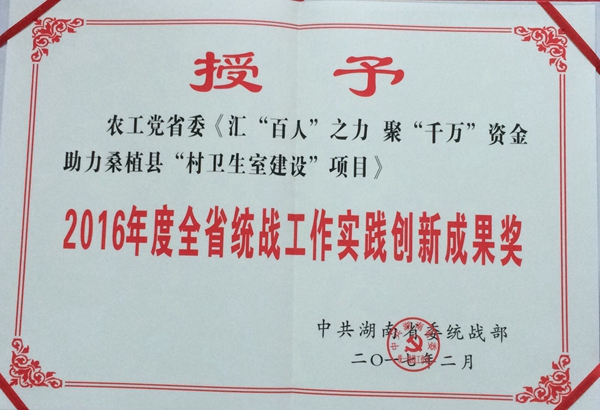 授予
农工党省委《汇“百人”之力 聚“千万”资金
助力桑植县“村卫生室建设”项目》
2016年度全省统战工作实践创新成果奖
中共湖南省委统战部
二〇一七年二月